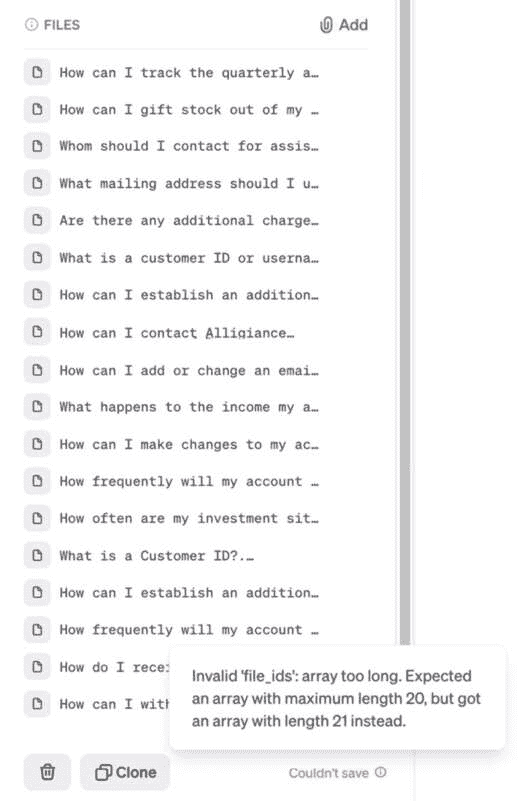 FILES
Add
How can I track the quarterly a…
How can I gift stock out of my …
Whom should I contact for assis…
What mailing address should I u…
Are there any additional charge…
What is a customer ID or userna…
How can I establish an addition…
How can I contact Alligiance…
How can I add or change an emai…
What happens to the income my a…
How can I make changes to my ac…
How frequently will my account …
How often are my investment sit…
What is a Customer ID?.…
How can I establish an addition…
How frequently will my account …
How do I recei
How can I with
Invalid 'file_ids': array too long. Expected
an array with maximum length 20, but got
an array with length 21 instead.
Clone
Couldn't save